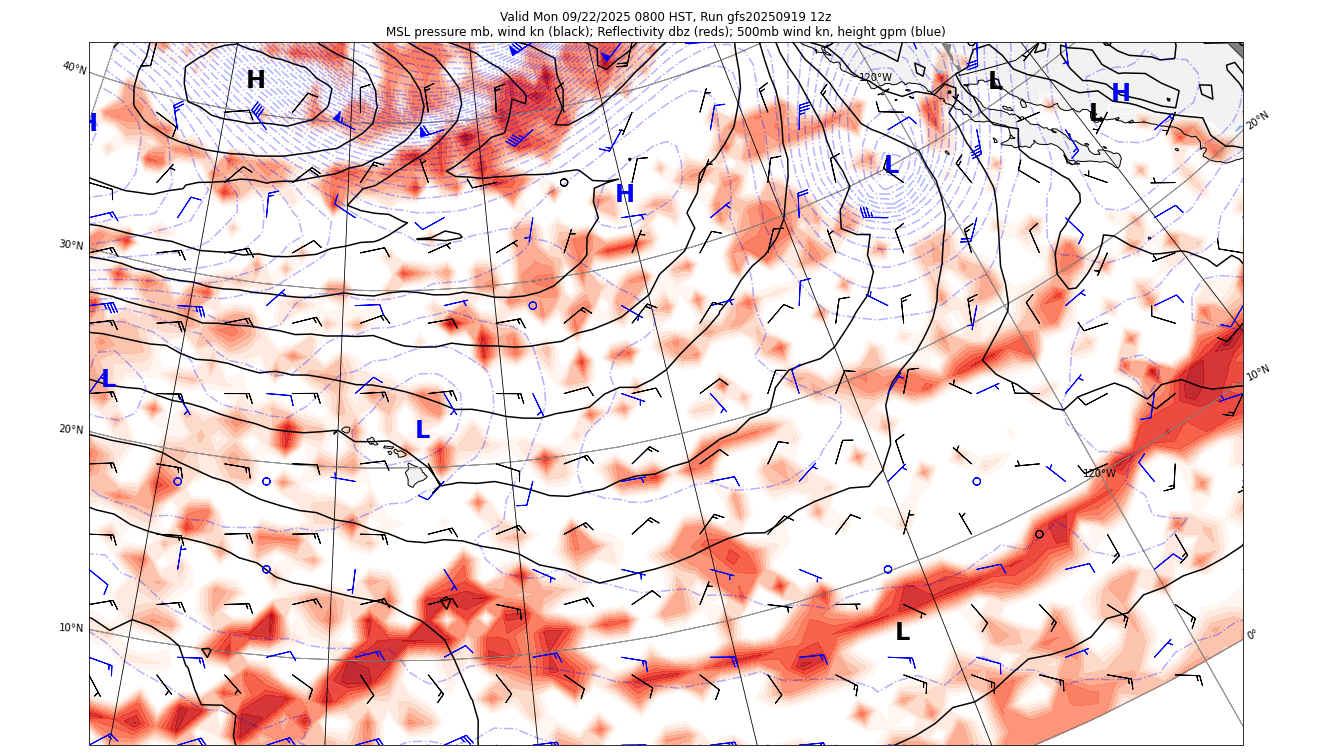 Valid Mon 09/22/2025 0800 HST, Run gfs20250919 12z
MSL pressure mb, wind kn (black); Reflectivity dbz (reds); 500mb wind kn, height gpm (blue)
40°N
H
120°W
L
H
L
20°N
H
L
H
30°N
L
10°N
L
20°N
120°W
10°N
L
0°